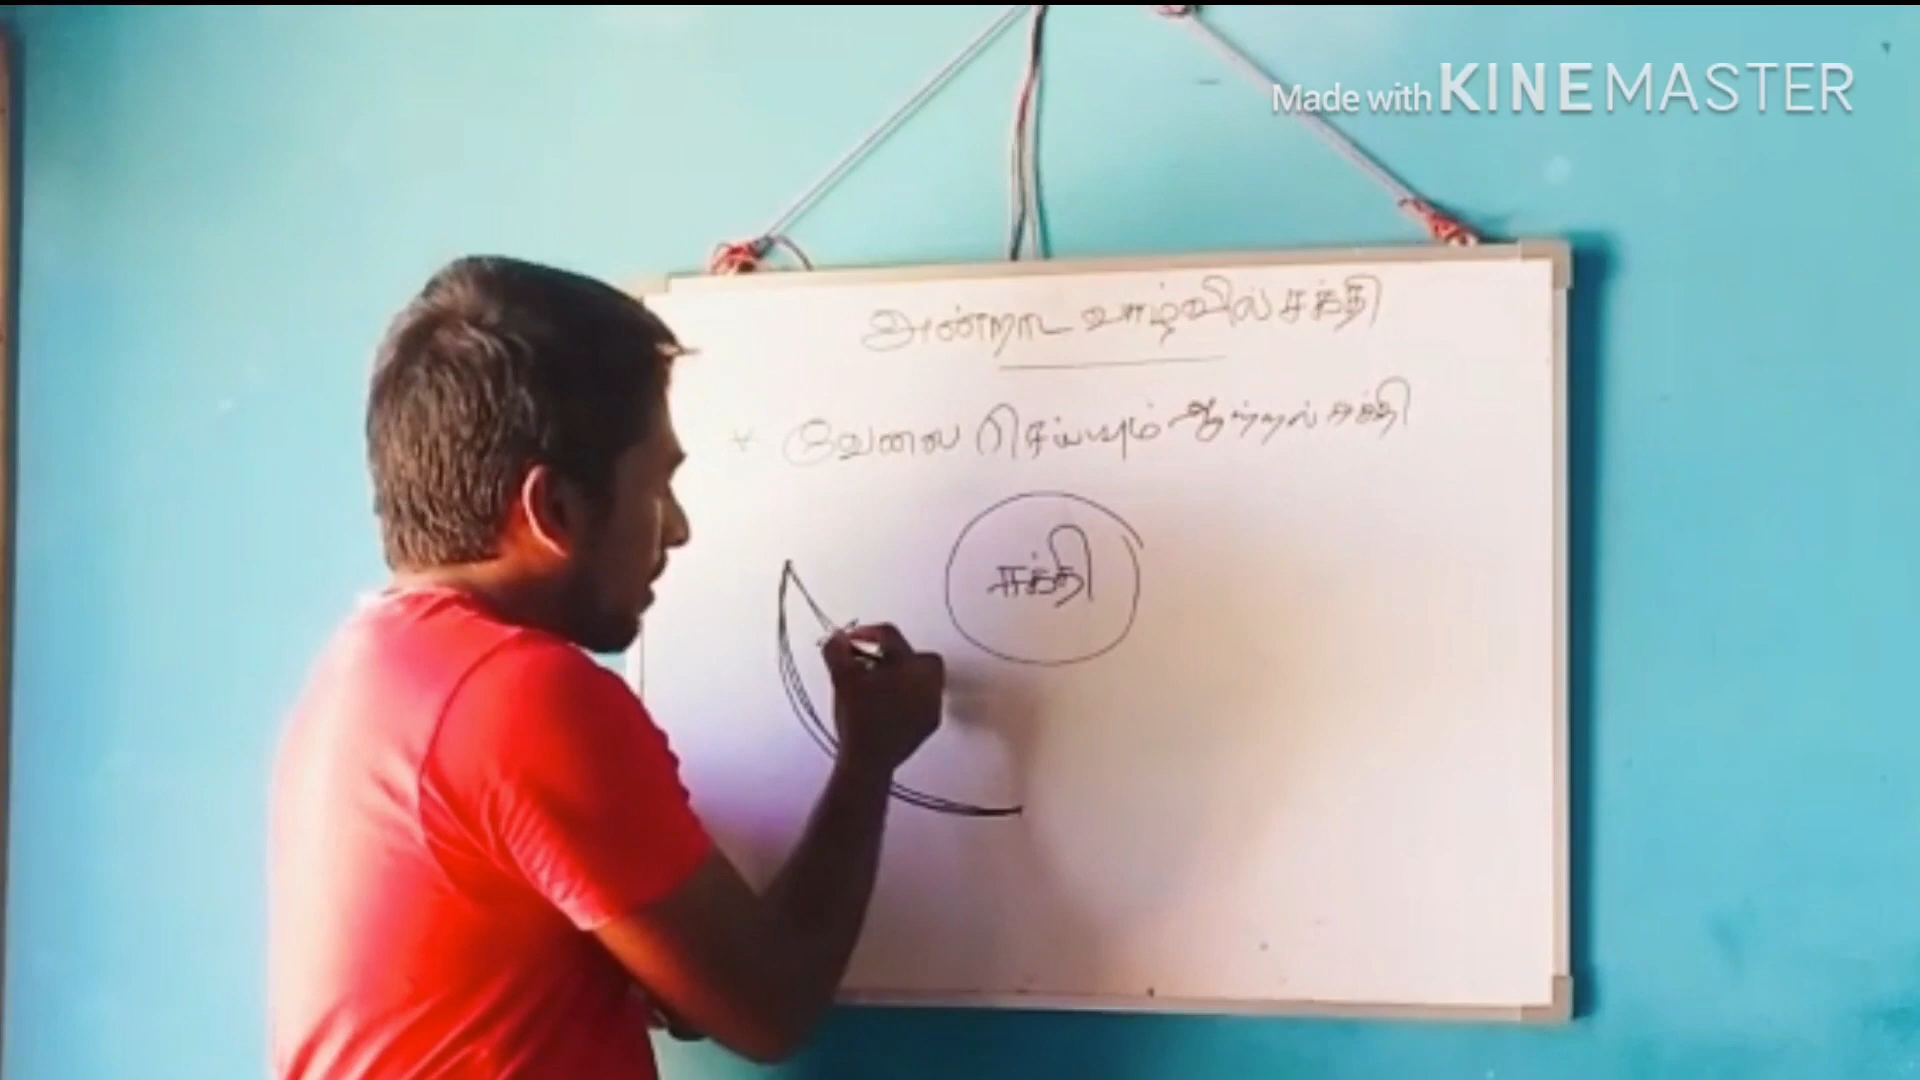 Made with KINEMASTER
அன்றாட வாழ்வில் சக்தி
* வேலை செய்யும் ஆற்றல் சக்தி
சக்தி